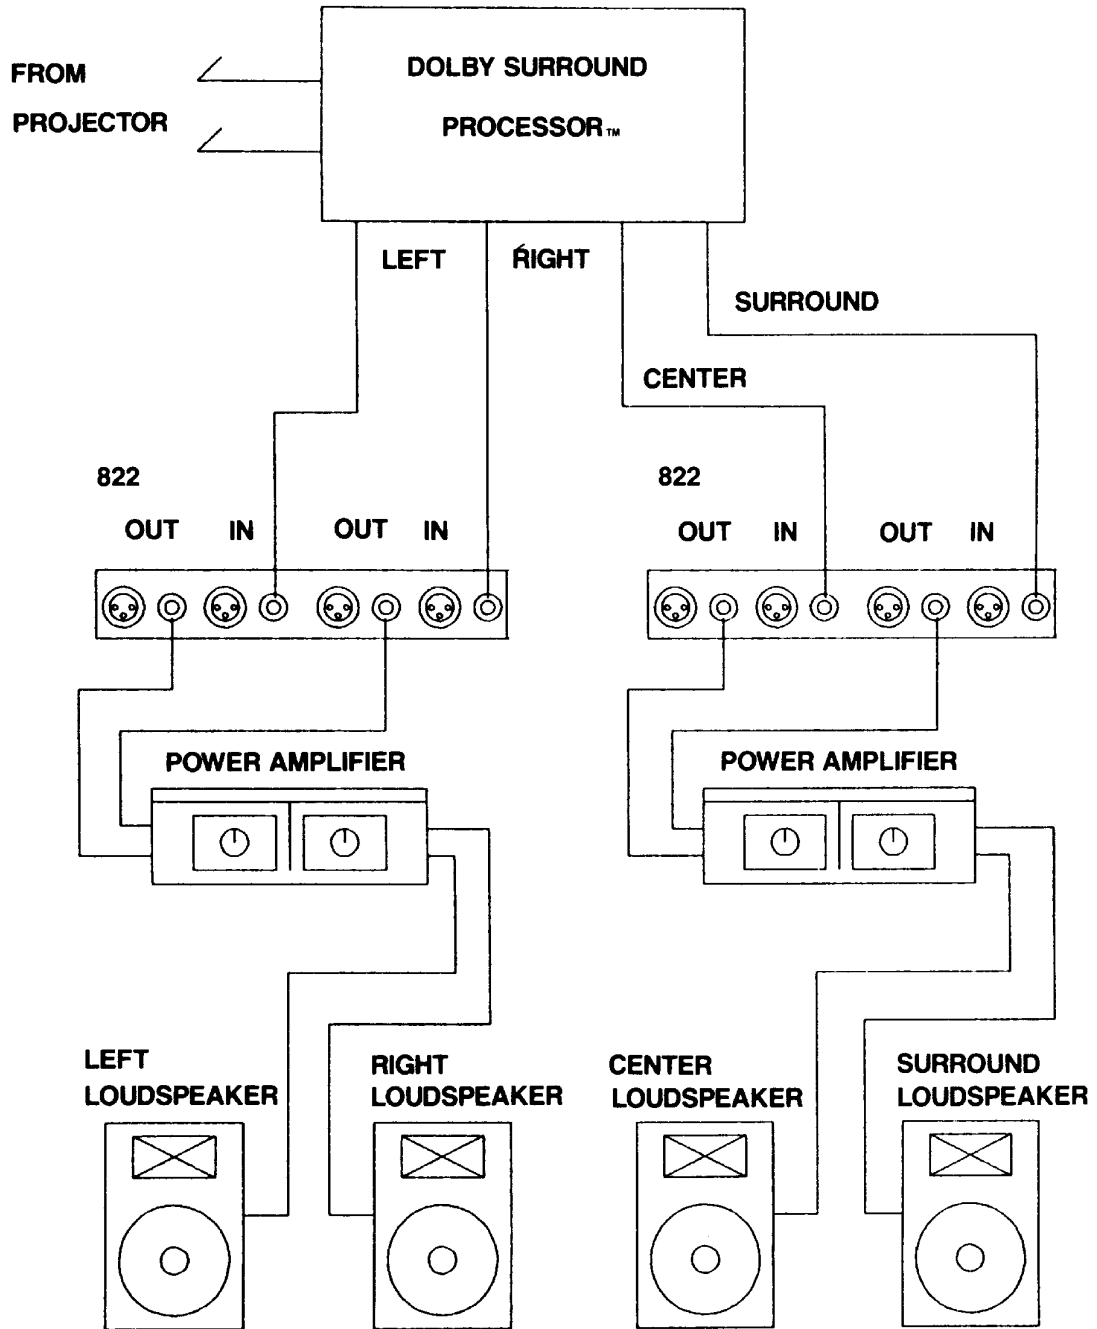 FROM
PROJECTOR
DOLBY SURROUND
PROCESSOR™
LEFT
RIGHT
SURROUND
CENTER
822
OUT IN OUT IN
822
OUT IN OUT IN
POWER AMPLIFIER
POWER AMPLIFIER
LEFT
LOUDSPEAKER
RIGHT
LOUDSPEAKER
CENTER
LOUDSPEAKER
SURROUND
LOUDSPEAKER